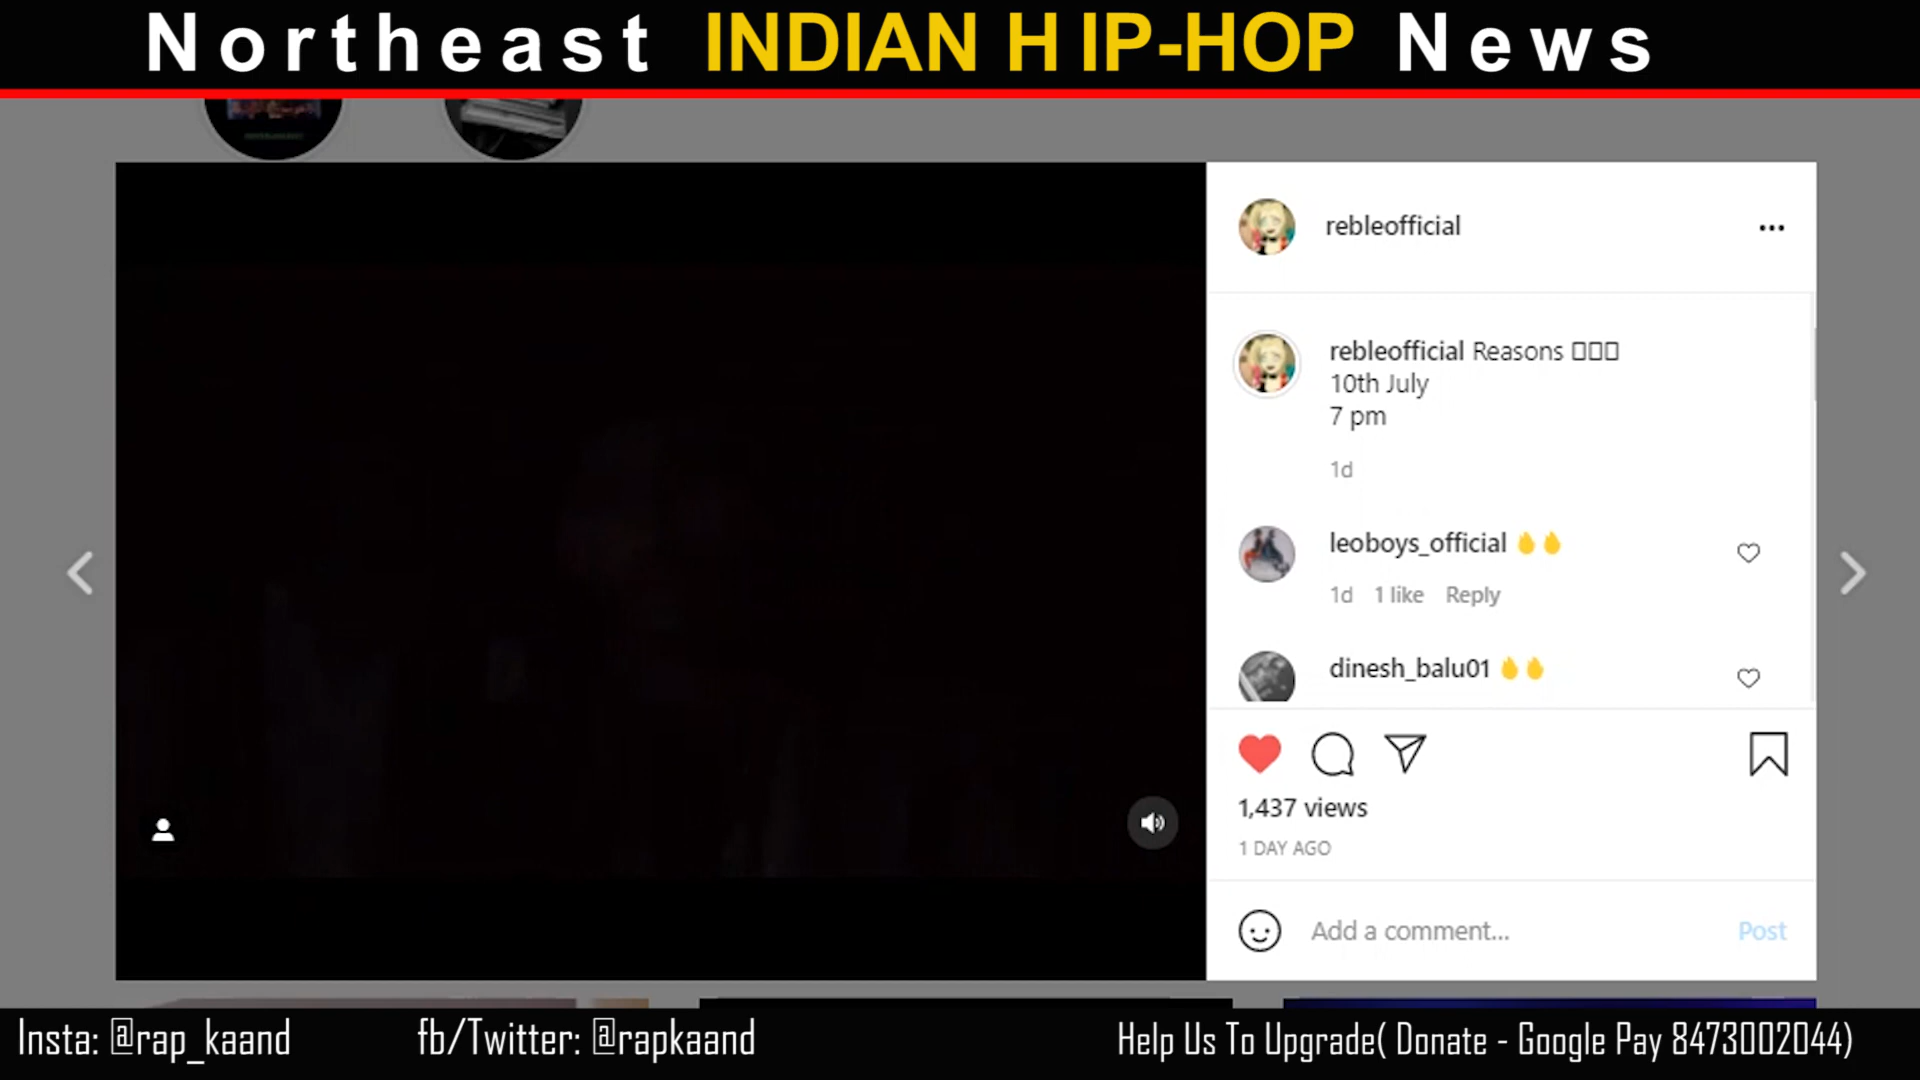 Northeast INDIAN HIP-HOP News
rebleofficial
rebleofficial Reasons
10th July
7 pm
1d
leoboys_official
1d 1 like Reply
dinesh_balu01
1,437 views
1 DAY AGO
Add a comment... Post
Insta: @rap_kaand fb/Twitter: @rapkaand Help Us To Upgrade( Donate - Google Pay 8473002044)